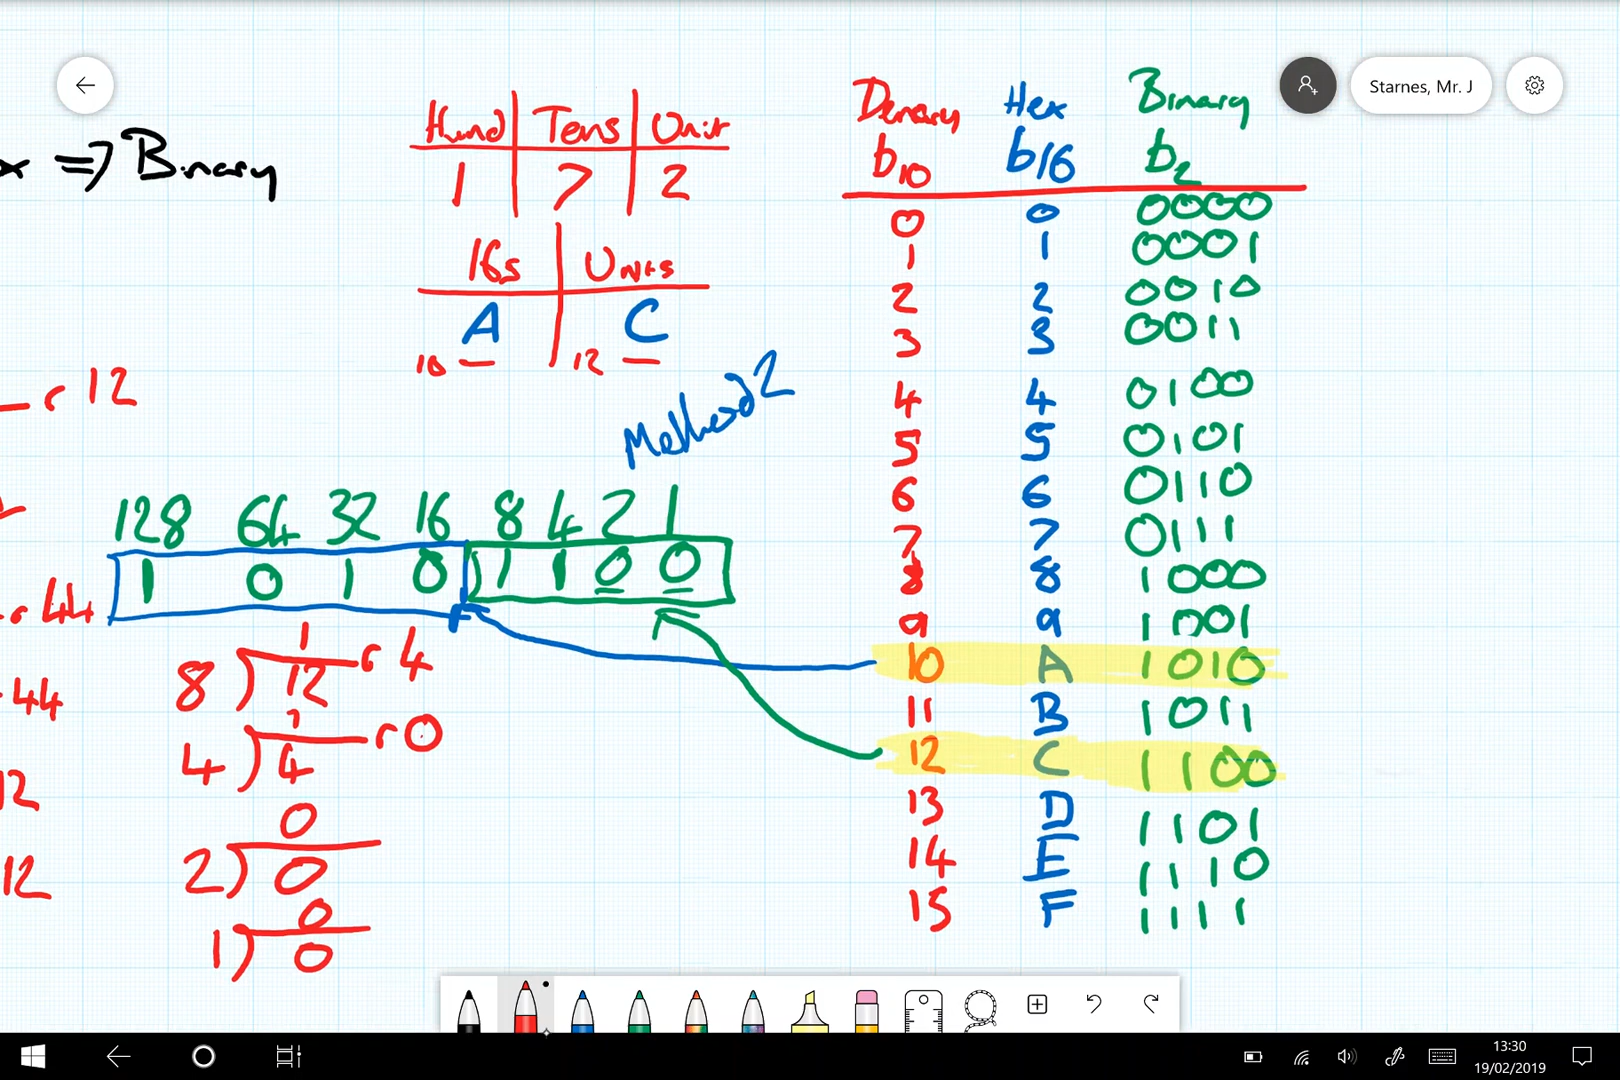 x => Binary
Hund Tens Unit
1 7 2
16s Units
A C
10 12
r 12
Method 2
128 64 32 16 8 4 2 1
1 0 1 0 1 1 0 0
r 44
1
8 ) 12 r 4
44
1
4 ) 4 r 0
12
0
2 ) 0
12
0
1 ) 0
Starnes, Mr. J
Denary Hex Binary
b10 b16 b2
0 0 0000
1 1 0001
2 2 0010
3 3 0011
4 4 0100
5 5 0101
6 6 0110
7 7 0111
8 8 1000
9 9 1001
10 A 1010
11 B 1011
12 C 1100
13 D 1101
14 E 1110
15 F 1111
13:30
19/02/2019